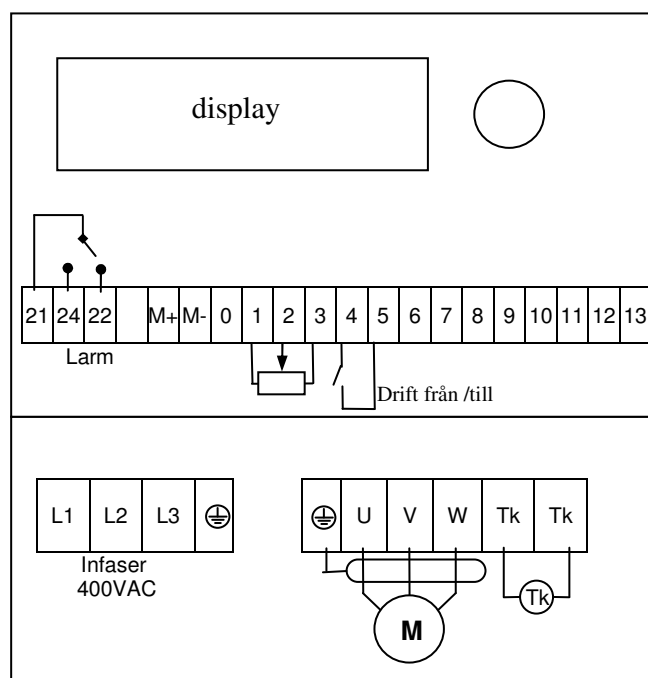 display
21 24 22 M+ M- 0 1 2 3 4 5 6 7 8 9 10 11 12 13
Larm
Drift från /till
L1 L2 L3 U V W Tk Tk
Infaser
400VAC
Tk
M